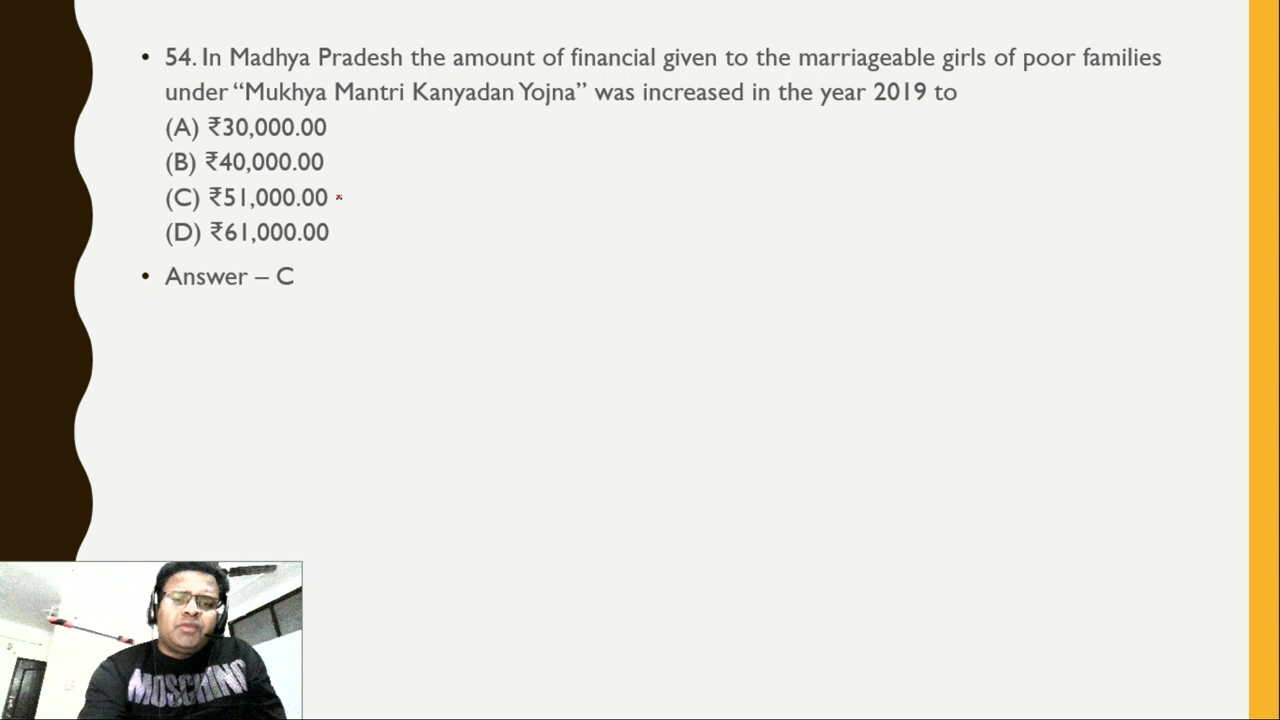 • 54. In Madhya Pradesh the amount of financial given to the marriageable girls of poor families
under “Mukhya Mantri Kanyadan Yojna” was increased in the year 2019 to
(A) ₹30,000.00
(B) ₹40,000.00
(C) ₹51,000.00
(D) ₹61,000.00
• Answer – C
MOSCHINO